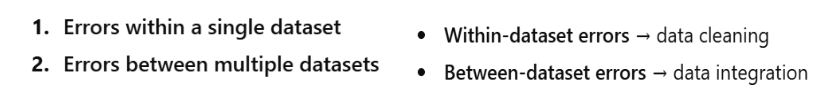 1. Errors within a single dataset
2. Errors between multiple datasets
• Within-dataset errors → data cleaning
• Between-dataset errors → data integration